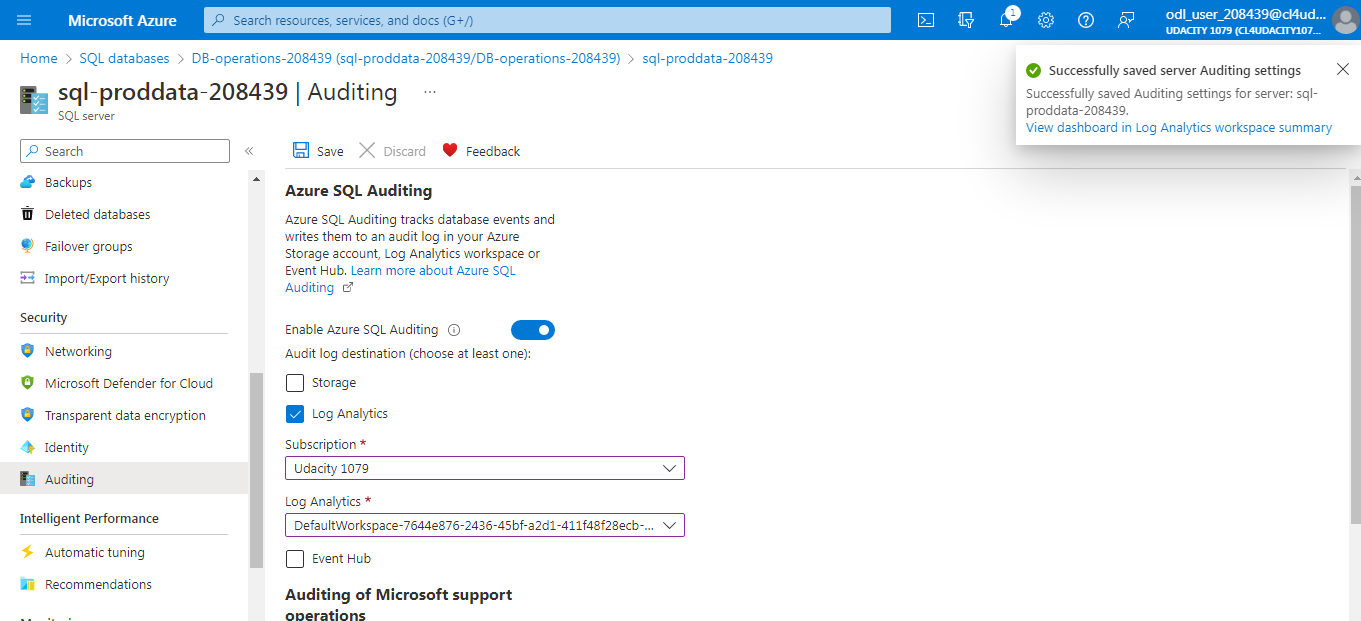 Microsoft Azure
Search resources, services, and docs (G+/)
1
odl_user_208439@cl4ud...
UDACITY 1079 (CL4UDACITY107...
Home > SQL databases > DB-operations-208439 (sql-proddata-208439/DB-operations-208439) > sql-proddata-208439
sql-proddata-208439 | Auditing ...
SQL server
Successfully saved server Auditing settings
Successfully saved Auditing settings for server: sql-
proddata-208439.
View dashboard in Log Analytics workspace summary
Search
Backups
Deleted databases
Failover groups
Import/Export history
Security
Networking
Microsoft Defender for Cloud
Transparent data encryption
Identity
Auditing
Intelligent Performance
Automatic tuning
Recommendations
Save
Discard
Feedback
Azure SQL Auditing
Azure SQL Auditing tracks database events and
writes them to an audit log in your Azure
Storage account, Log Analytics workspace or
Event Hub. Learn more about Azure SQL
Auditing
Enable Azure SQL Auditing
Audit log destination (choose at least one):
Storage
Log Analytics
Subscription *
Udacity 1079
Log Analytics *
DefaultWorkspace-7644e876-2436-45bf-a2d1-411f48f28ecb-...
Event Hub
Auditing of Microsoft support
operations